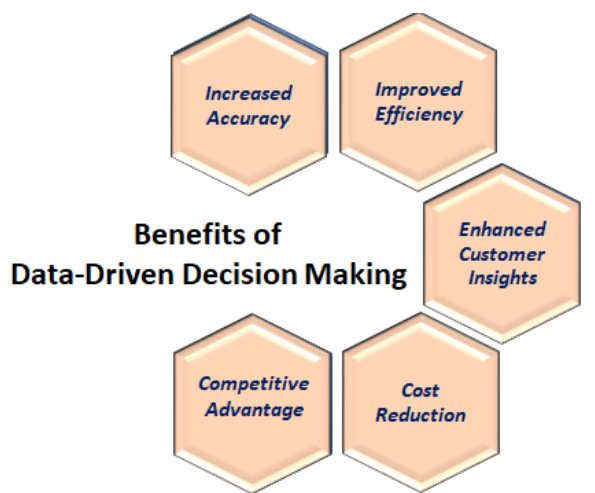 Increased
Accuracy
Improved
Efficiency
Benefits of
Data-Driven Decision Making
Enhanced
Customer
Insights
Competitive
Advantage
Cost
Reduction